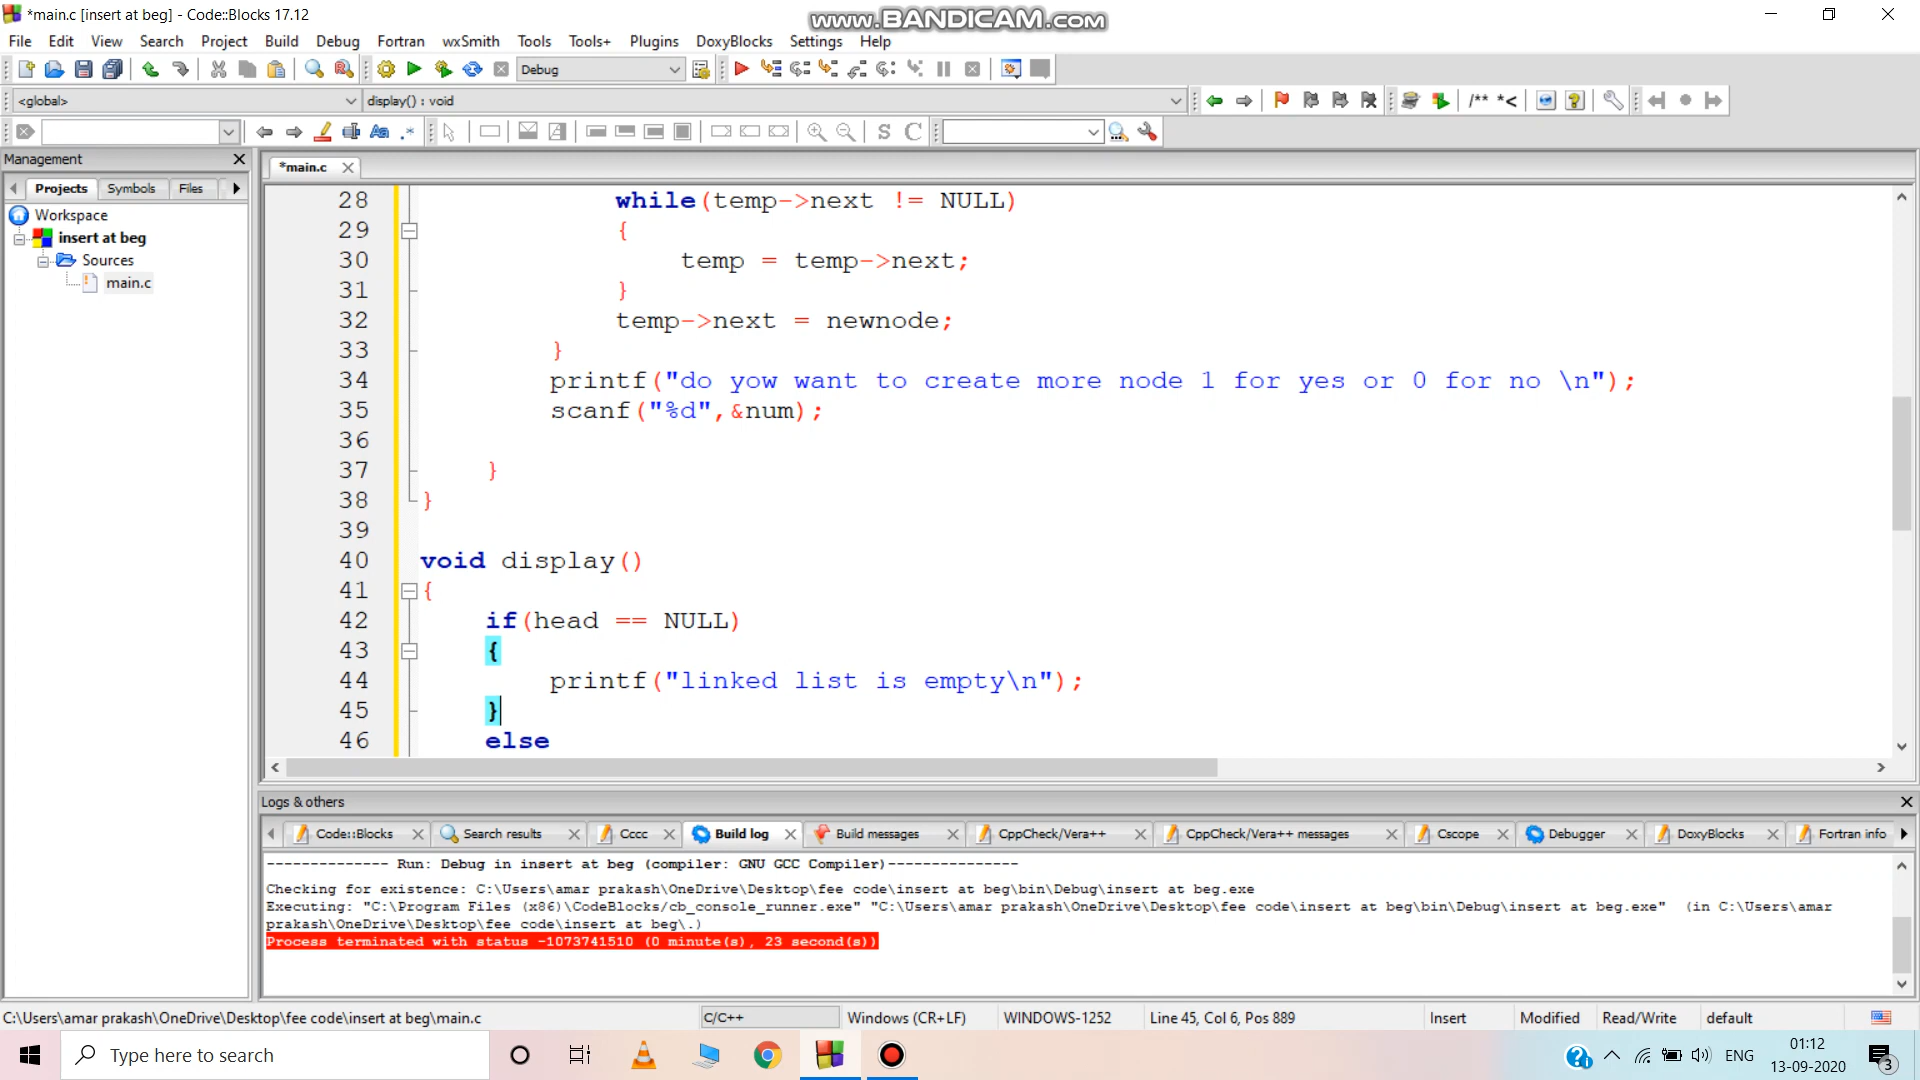 *main.c [insert at beg] - Code::Blocks 17.12
www.BANDICAM.com
File Edit View Search Project Build Debug Fortran wxSmith Tools Tools+ Plugins DoxyBlocks Settings Help
Debug
<global> display() : void
/** *<
Aa .* S C
Management
*main.c
Projects Symbols Files
Workspace
insert at beg
Sources
main.c
28 while(temp->next != NULL)
29 {
30 temp = temp->next;
31 }
32 temp->next = newnode;
33 }
34 printf("do yow want to create more node 1 for yes or 0 for no \n");
35 scanf("%d",&num);
36
37 }
38 }
39
40 void display()
41 {
42 if(head == NULL)
43 {
44 printf("linked list is empty\n");
45 }
46 else
Logs & others
Code::Blocks Search results Cccc Build log Build messages CppCheck/Vera++ CppCheck/Vera++ messages Cscope Debugger DoxyBlocks Fortran info
-------------- Run: Debug in insert at beg (compiler: GNU GCC Compiler)---------------
Checking for existence: C:\Users\amar prakash\OneDrive\Desktop\fee code\insert at beg\bin\Debug\insert at beg.exe
Executing: "C:\Program Files (x86)\CodeBlocks/cb_console_runner.exe" "C:\Users\amar prakash\OneDrive\Desktop\fee code\insert at beg\bin\Debug\insert at beg.exe"  (in C:\Users\amar
prakash\OneDrive\Desktop\fee code\insert at beg\.)
Process terminated with status -1073741510 (0 minute(s), 23 second(s))
C:\Users\amar prakash\OneDrive\Desktop\fee code\insert at beg\main.c C/C++ Windows (CR+LF) WINDOWS-1252 Line 45, Col 6, Pos 889 Insert Modified Read/Write default
Type here to search
ENG
01:12
13-09-2020
3